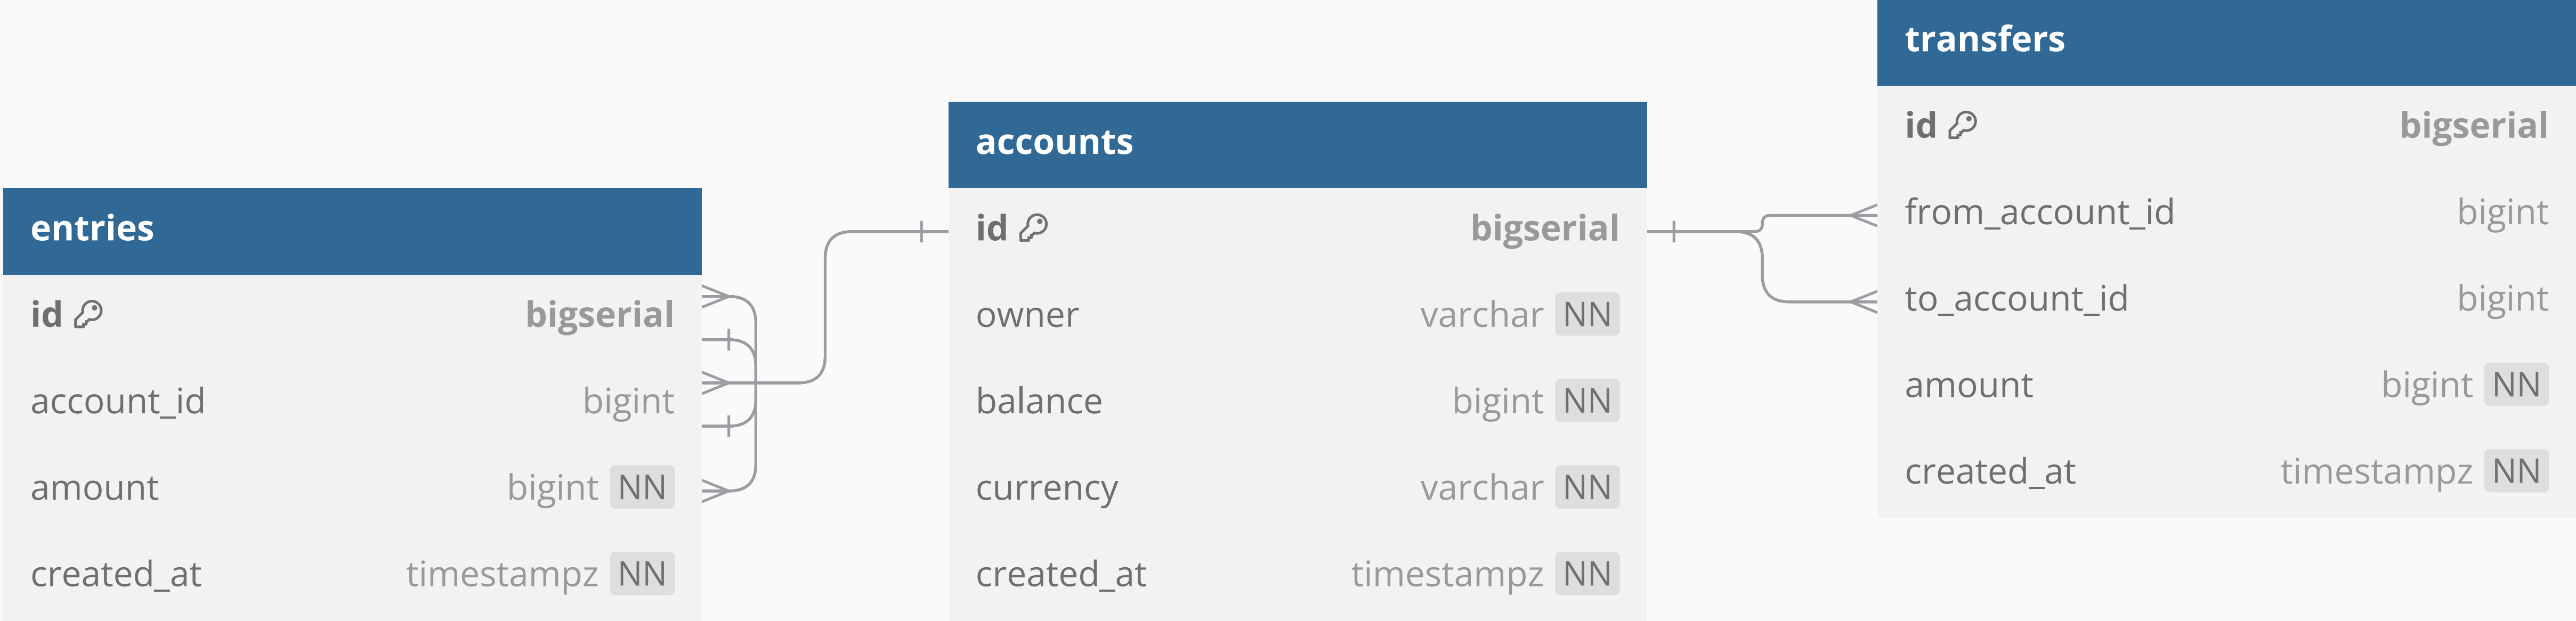 entries
id bigserial
account_id bigint
amount bigint NN
created_at timestampz NN
accounts
id bigserial
owner varchar NN
balance bigint NN
currency varchar NN
created_at timestampz NN
transfers
id bigserial
from_account_id bigint
to_account_id bigint
amount bigint NN
created_at timestampz NN